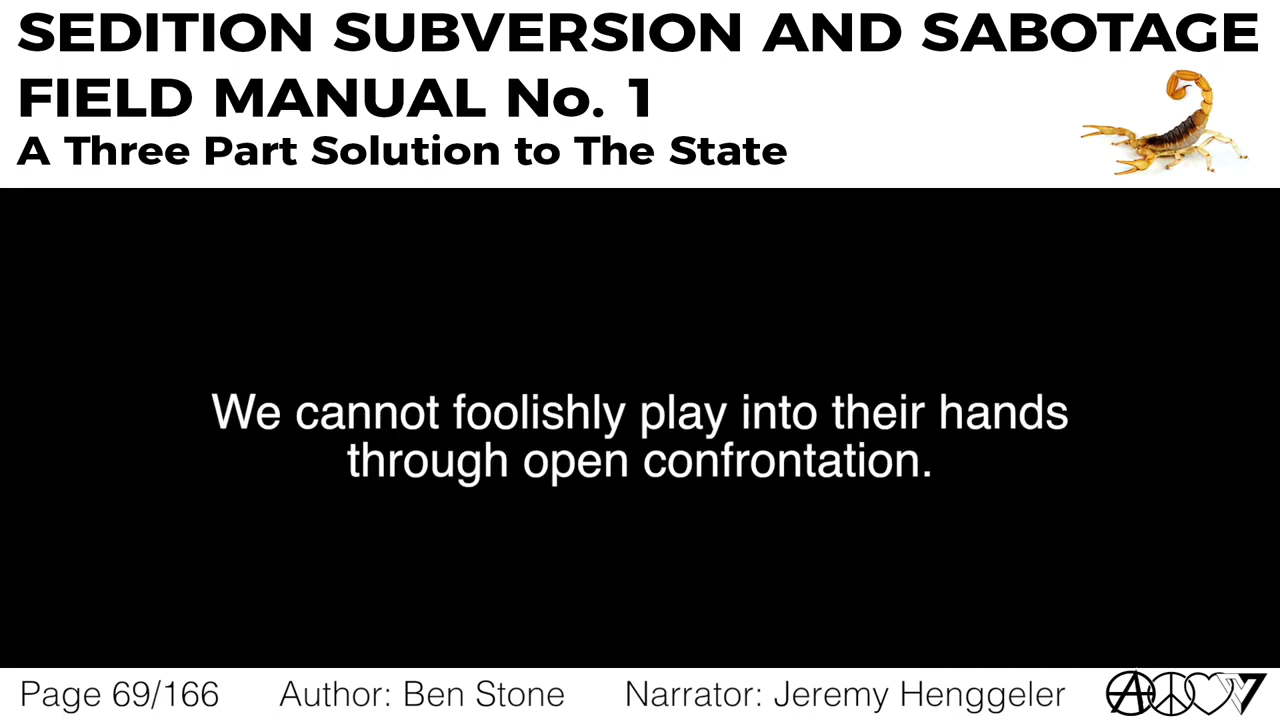 SEDITION SUBVERSION AND SABOTAGE
FIELD MANUAL No. 1
A Three Part Solution to The State
We cannot foolishly play into their hands
through open confrontation.
Page 69/166 Author: Ben Stone Narrator: Jeremy Henggeler